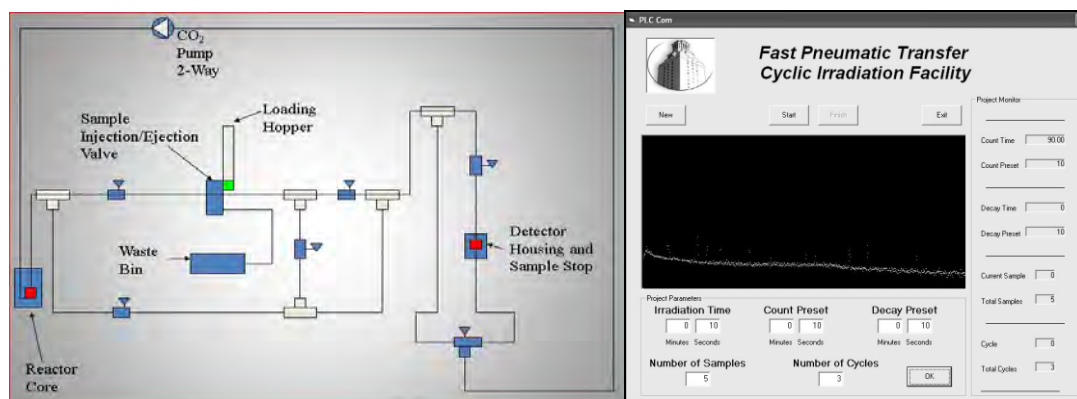 CO2
Pump
2-Way
Sample
Injection/Ejection
Valve
Loading
Hopper
Waste
Bin
Detector
Housing and
Sample Stop
Reactor
Core
PLC Com
Fast Pneumatic Transfer
Cyclic Irradiation Facility
New
Start
Finish
Exit
Project Monitor
Count Time 90.00
Count Preset 10
Decay Time 0
Decay Preset 10
Current Sample 0
Total Samples 5
Cycle 0
Total Cycles 3
Project Parameters
Irradiation Time Count Preset Decay Preset
0 10 0 10 0 10
Minutes Seconds Minutes Seconds Minutes Seconds
Number of Samples Number of Cycles
5 3 OK